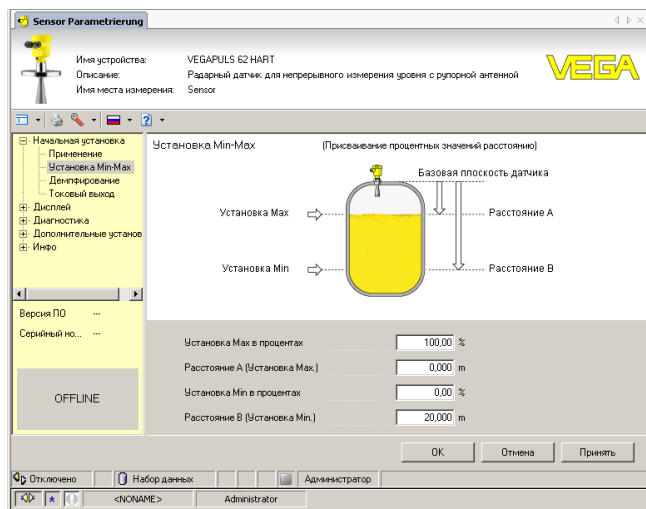 Sensor Parametrierung
Имя устройства: VEGAPULS 62 HART
Описание: Радарный датчик для непрерывного измерения уровня с рупорной антенной
Имя места измерения: Sensor
VEGA
Начальная установка
Применение
Установка Min-Max
Демпфирование
Токовый выход
Дисплей
Диагностика
Дополнительные установ
Инфо
Версия ПО ---
Серийный но... ---
OFFLINE
Установка Min-Max (Присваивание процентных значений расстоянию)
Базовая плоскость датчика
Установка Max Расстояние A
Установка Min Расстояние B
Установка Max в процентах 100,00 %
Расстояние A (Установка Max.) 0,000 m
Установка Min в процентах 0,00 %
Расстояние B (Установка Min.) 20,000 m
OK Отмена Принять
Отключено Набор данных Администратор
<NONAME> Administrator